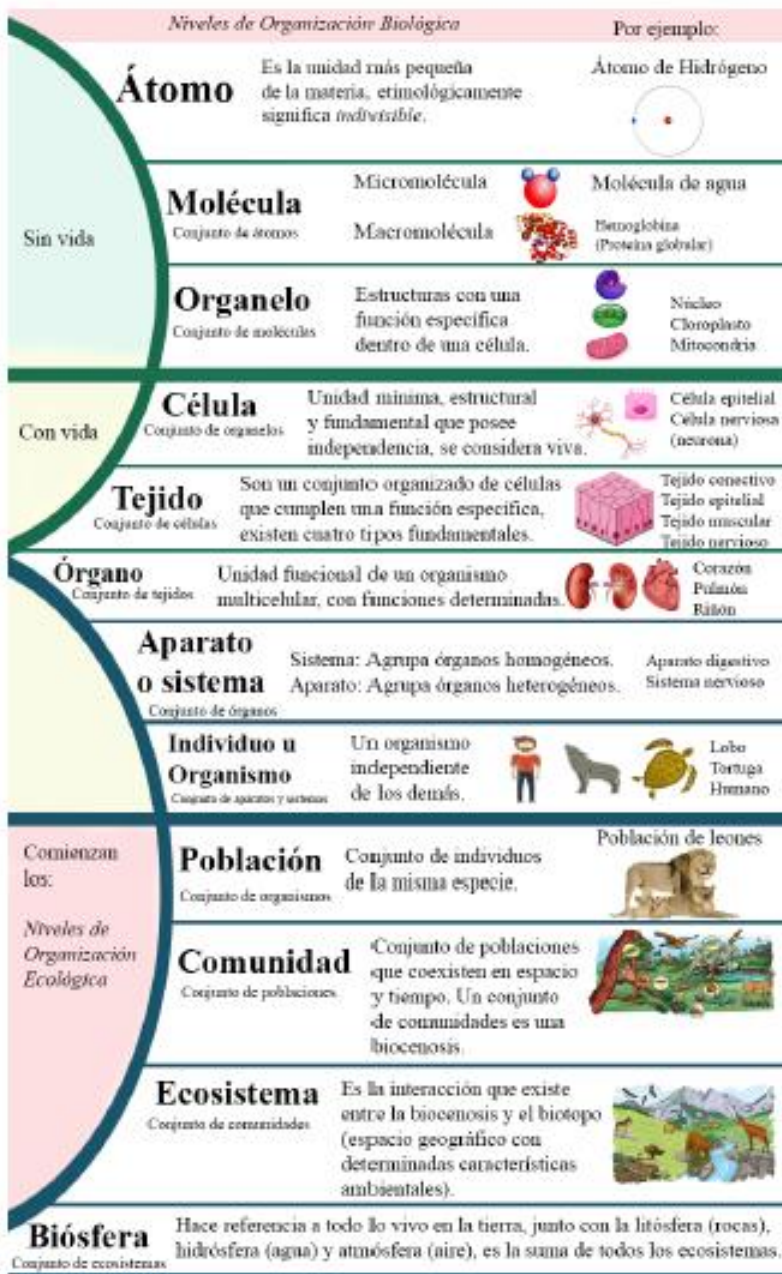 Niveles de Organización Biológica
Por ejemplo:
Átomo
Es la unidad más pequeña
de la materia, etimológicamente
significa indivisible.
Átomo de Hidrógeno
Sin vida
Molécula
Conjunto de átomos
Micromolécula
Molécula de agua
Macromolécula
Hemoglobina
(Proteína globular)
Organelo
Conjunto de moléculas
Estructuras con una
función específica
dentro de una célula.
Núcleo
Cloroplasto
Mitocondria
Con vida
Célula
Conjunto de organelos
Unidad mínima, estructural
y fundamental que posee
independencia, se considera viva.
Célula epitelial
Célula nerviosa
(neurona)
Tejido
Conjunto de células
Son un conjunto organizado de células
que cumplen una función específica,
existen cuatro tipos fundamentales.
Tejido conectivo
Tejido epitelial
Tejido muscular
Tejido nervioso
Órgano
Conjunto de tejidos
Unidad funcional de un organismo
multicelular, con funciones determinadas.
Corazón
Pulmón
Riñón
Aparato
o sistema
Conjunto de órganos
Sistema: Agrupa órganos homogéneos.
Aparato: Agrupa órganos heterogéneos.
Aparato digestivo
Sistema nervioso
Individuo u
Organismo
Conjunto de aparatos y sistemas
Un organismo
independiente
de los demás.
Lobo
Tortuga
Humano
Comienzan
los:
Niveles de
Organización
Ecológica
Población
Conjunto de organismos
Conjunto de individuos
de la misma especie.
Población de leones
Comunidad
Conjunto de poblaciones
Conjunto de poblaciones
que coexisten en espacio
y tiempo. Un conjunto
de comunidades es una
biocenosis.
Ecosistema
Conjunto de comunidades
Es la interacción que existe
entre la biocenosis y el biotopo
(espacio geográfico con
determinadas características
ambientales).
Biósfera
Conjunto de ecosistemas
Hace referencia a todo lo vivo en la tierra, junto con la litósfera (rocas),
hidrósfera (agua) y atmósfera (aire), es la suma de todos los ecosistemas.